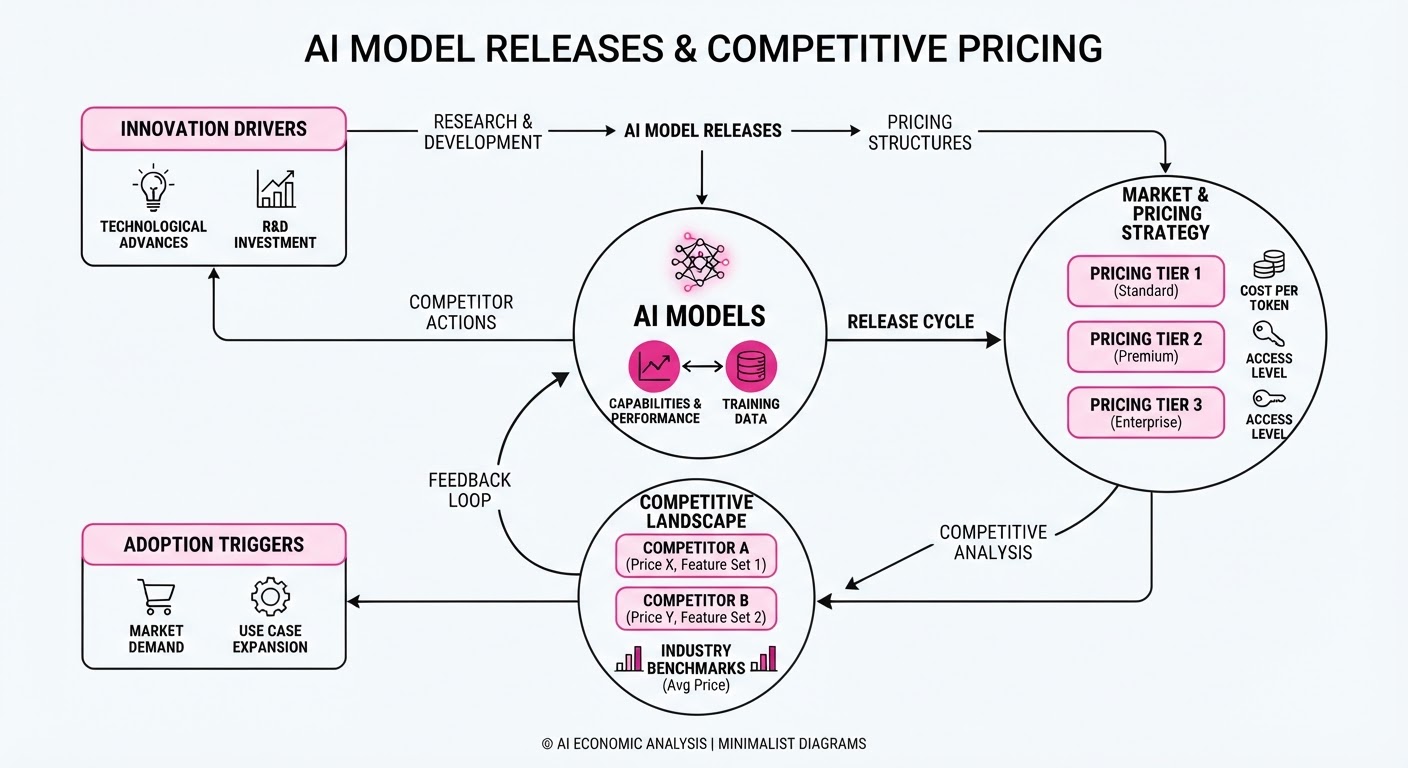 AI MODEL RELEASES & COMPETITIVE PRICING
INNOVATION DRIVERS
TECHNOLOGICAL
ADVANCES
R&D
INVESTMENT
RESEARCH &
DEVELOPMENT
AI MODEL RELEASES
PRICING
STRUCTURES
MARKET &
PRICING
STRATEGY
PRICING TIER 1
(Standard)
COST PER
TOKEN
PRICING TIER 2
(Premium)
ACCESS
LEVEL
PRICING TIER 3
(Enterprise)
ACCESS
LEVEL
COMPETITOR
ACTIONS
AI MODELS
CAPABILITIES &
PERFORMANCE
TRAINING
DATA
RELEASE CYCLE
FEEDBACK
LOOP
COMPETITIVE
LANDSCAPE
COMPETITOR A
(Price X, Feature Set 1)
COMPETITOR B
(Price Y, Feature Set 2)
INDUSTRY
BENCHMARKS
(Avg Price)
COMPETITIVE
ANALYSIS
ADOPTION TRIGGERS
MARKET
DEMAND
USE CASE
EXPANSION
© AI ECONOMIC ANALYSIS | MINIMALIST DIAGRAMS